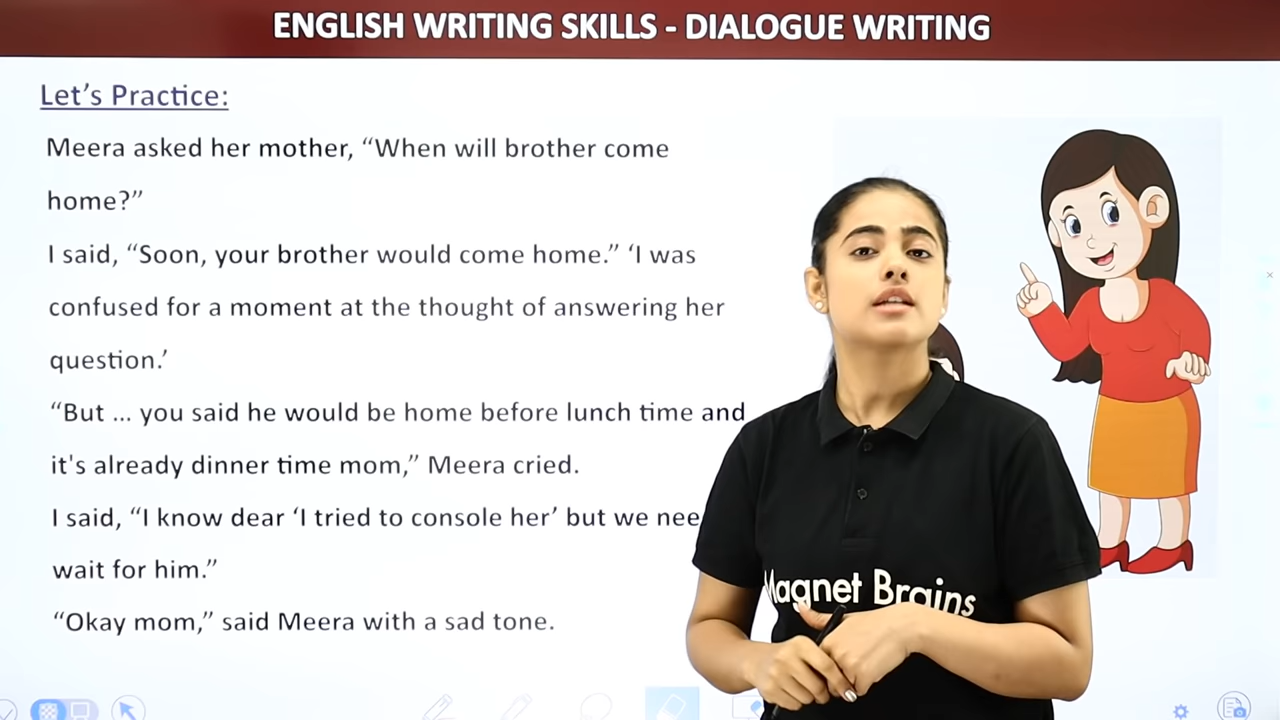 ENGLISH WRITING SKILLS - DIALOGUE WRITING
Let’s Practice:
Meera asked her mother, “When will brother come
home?”
I said, “Soon, your brother would come home.” ‘I was
confused for a moment at the thought of answering her
question.’
“But ... you said he would be home before lunch time and
it's already dinner time mom,” Meera cried.
I said, “I know dear ‘I tried to console her’ but we
wait for him.”
“Okay mom,” said Meera with a sad tone.
Magnet Brains